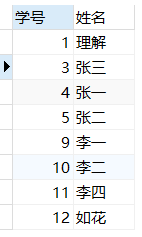 学号 姓名
1 理解
3 张三
4 张一
5 张二
9 李一
10 李二
11 李四
12 如花